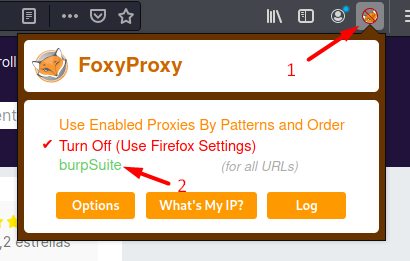 roll
1
FoxyProxy
ent
Use Enabled Proxies By Patterns and Order
Turn Off (Use Firefox Settings)
burpSuite
(for all URLs)
2
Options
What's My IP?
Log
,2 estrellas